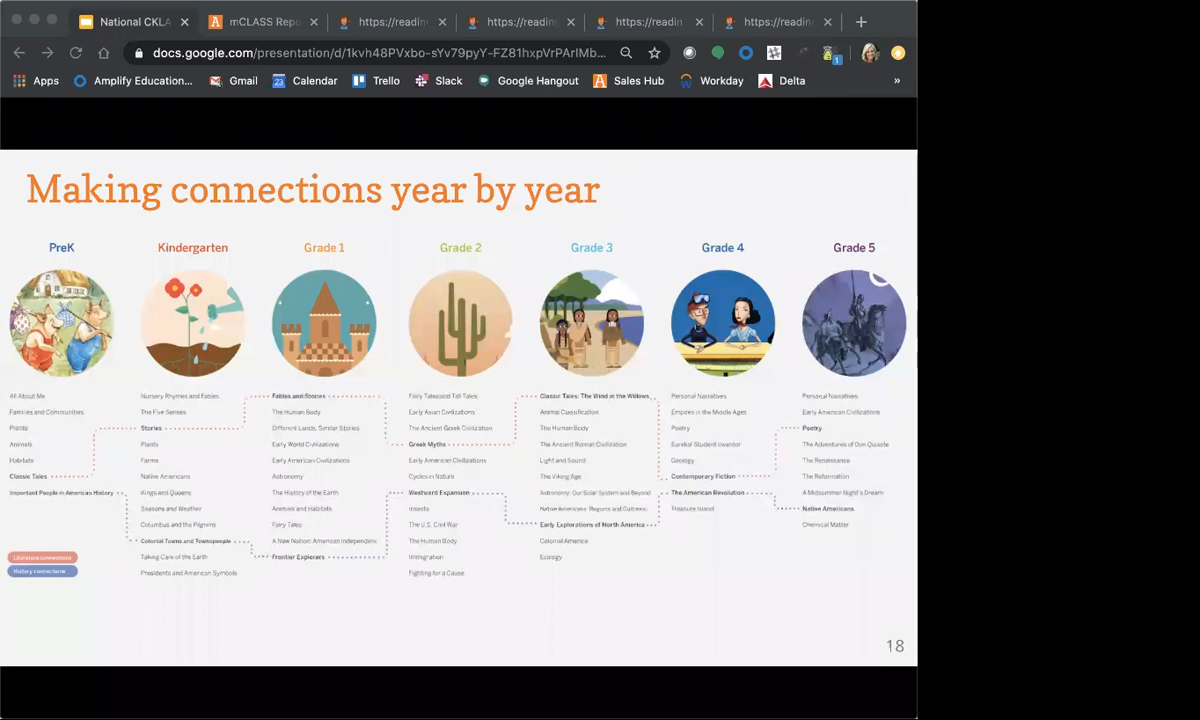 National CKLA
mCLASS Repo
https://readin
https://readin
https://readin
https://readin
docs.google.com/presentation/d/1kvh48PVxbo-sYv79pyY-FZ81hxpVrPArIMb...
1
Apps
Amplify Education...
Gmail
23
Calendar
Trello
Slack
Google Hangout
Sales Hub
Workday
Delta
»
Making connections year by year
PreK
Kindergarten
Grade 1
Grade 2
Grade 3
Grade 4
Grade 5
All About Me
Families and Communities
Plants
Animals
Habitats
Classic Tales
Important People in American History
Nursery Rhymes and Fables
The Five Senses
Stories
Plants
Farms
Native Americans
Kings and Queens
Seasons and Weather
Columbus and the Pilgrims
Colonial Towns and Townspeople
Taking Care of the Earth
Presidents and American Symbols
Fables and Stories
The Human Body
Different Lands, Similar Stories
Early World Civilizations
Early American Civilizations
Astronomy
The History of the Earth
Animals and Habitats
Fairy Tales
A New Nation: American Independenc
Frontier Explorers
Fairy Tales and Tall Tales
Early Asian Civilizations
The Ancient Greek Civilization
Greek Myths
Early American Civilizations
Cycles in Nature
Westward Expansion
Insects
The U.S. Civil War
The Human Body
Immigration
Fighting for a Cause
Classic Tales: The Wind in the Willows
Animal Classification
The Human Body
The Ancient Roman Civilization
Light and Sound
The Viking Age
Astronomy: Our Solar System and Beyond
Native Americans: Regions and Cultures
Early Explorations of North America
Colonial America
Ecology
Personal Narratives
Empires in the Middle Ages
Poetry
Eureka! Student Inventor
Geology
Contemporary Fiction
The American Revolution
Treasure Island
Personal Narratives
Early American Civilizations
Poetry
The Adventures of Don Quixote
The Renaissance
The Reformation
A Midsummer Night's Dream
Native Americans
Chemical Matter
Literature connections
History connections
18